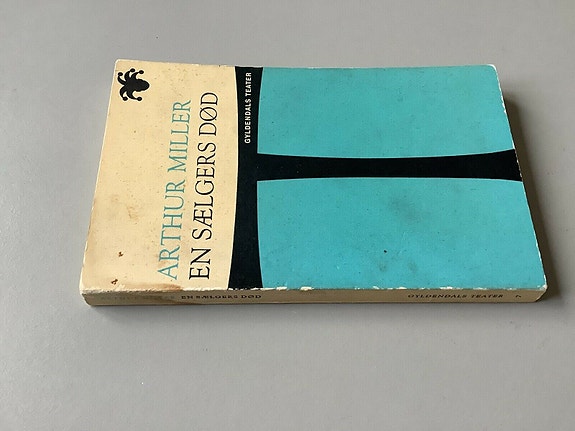 ARTHUR MILLER
EN SÆLGERS DØD
GYLDENDALS TEATER
EN SÆLGERS DØD
GYLDENDALS TEATER